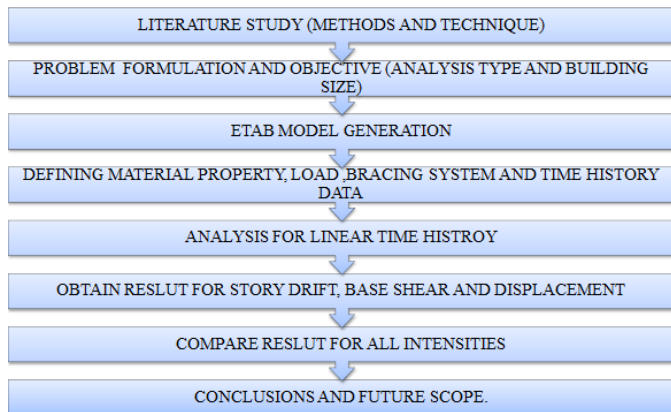 LITERATURE STUDY (METHODS AND TECHNIQUE)
PROBLEM FORMULATION AND OBJECTIVE (ANALYSIS TYPE AND BUILDING
SIZE)
ETAB MODEL GENERATION
DEFINING MATERIAL PROPERTY, LOAD ,BRACING SYSTEM AND TIME HISTORY
DATA
ANALYSIS FOR LINEAR TIME HISTROY
OBTAIN RESLUT FOR STORY DRIFT, BASE SHEAR AND DISPLACEMENT
COMPARE RESLUT FOR ALL INTENSITIES
CONCLUSIONS AND FUTURE SCOPE.